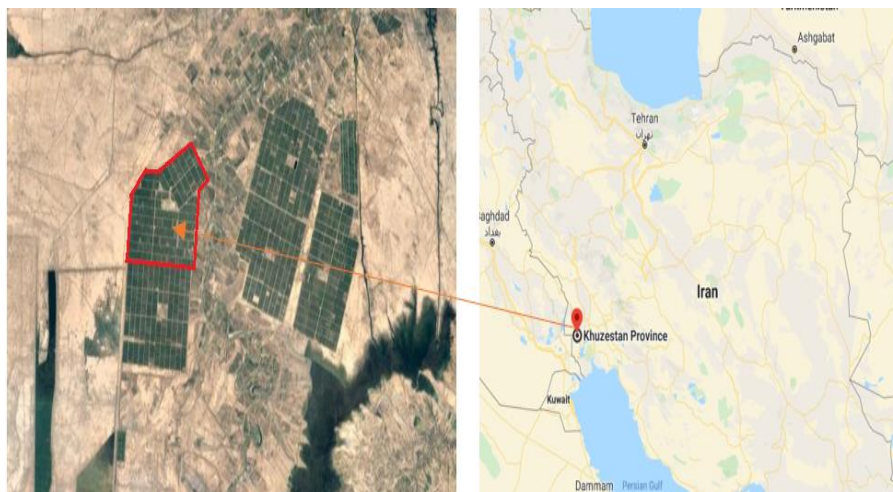 Ashgabat
Tehran
تهران
Baghdad
بغداد
Iran
Khuzestan Province
Kuwait
Dammam
Persian Gulf